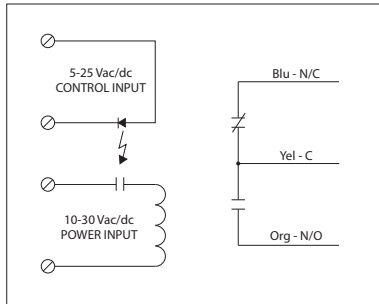 5-25 Vac/dc
CONTROL INPUT
Blu - N/C
Yel - C
10-30 Vac/dc
POWER INPUT
Org - N/O